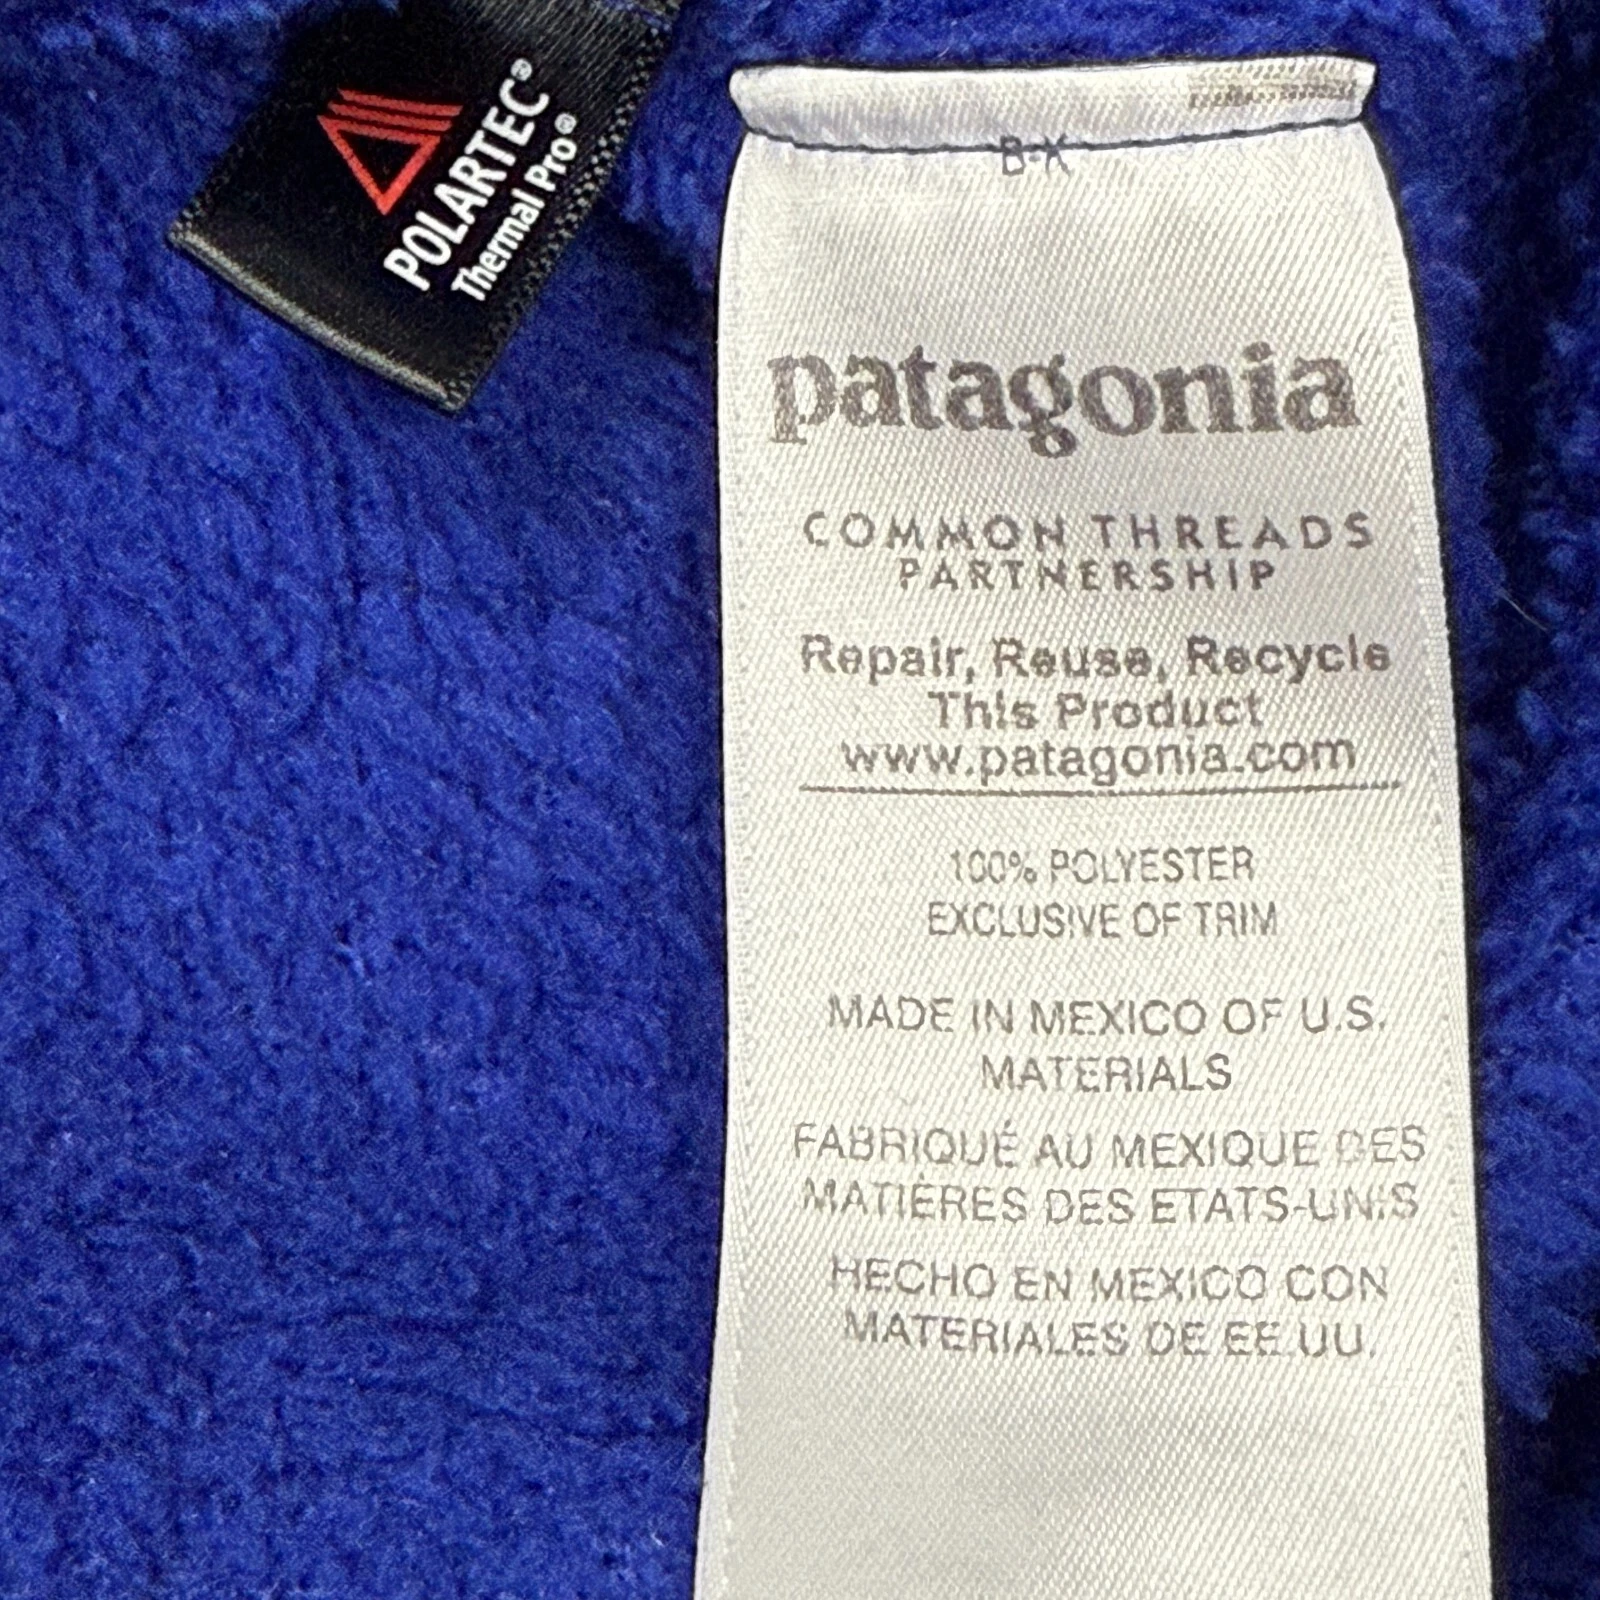 POLARTEC®
Thermal Pro®
B-K
patagonia
COMMON THREADS
PARTNERSHIP
Repair, Reuse, Recycle
This Product
www.patagonia.com
100% POLYESTER
EXCLUSIVE OF TRIM
MADE IN MEXICO OF U.S.
MATERIALS
FABRIQUÉ AU MEXIQUE DES
MATIÈRES DES ETATS-UNIS
HECHO EN MEXICO CON
MATERIALES DE EE.UU.